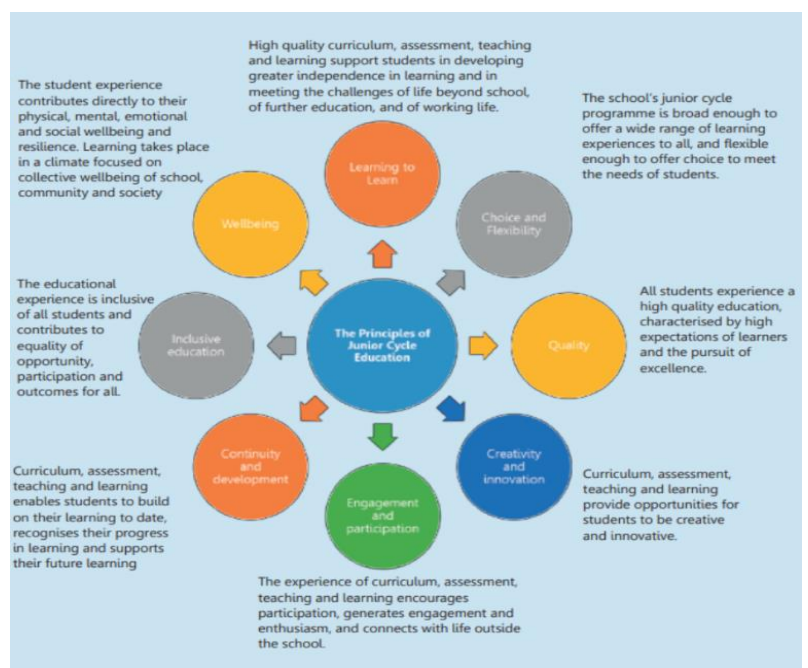 High quality curriculum, assessment, teaching
and learning support students in developing
greater independence in learning and in
meeting the challenges of life beyond school,
of further education, and of working life.
The student experience
contributes directly to their
physical, mental, emotional
and social wellbeing and
resilience. Learning takes place
in a climate focused on
collective wellbeing of school,
community and society
The school's junior cycle
programme is broad enough to
offer a wide range of learning
experiences to all, and flexible
enough to offer choice to meet
the needs of students.
Learning to
Learn
Wellbeing
Choice and
Flexibility
The educational
experience is inclusive
of all students and
contributes to
equality of
opportunity,
participation and
outcomes for all.
Inclusive
education
The Principles of
Junior Cycle
Education
Quality
All students experience a
high quality education,
characterised by high
expectations of learners
and the pursuit of
excellence.
Continuity
and
development
Creativity
and
innovation
Curriculum, assessment,
teaching and learning
enables students to build
on their learning to date,
recognises their progress
in learning and supports
their future learning
Engagement
and
participation
Curriculum, assessment,
teaching and learning
provide opportunities for
students to be creative
and innovative.
The experience of curriculum, assessment,
teaching and learning encourages
participation, generates engagement and
enthusiasm, and connects with life outside
the school.